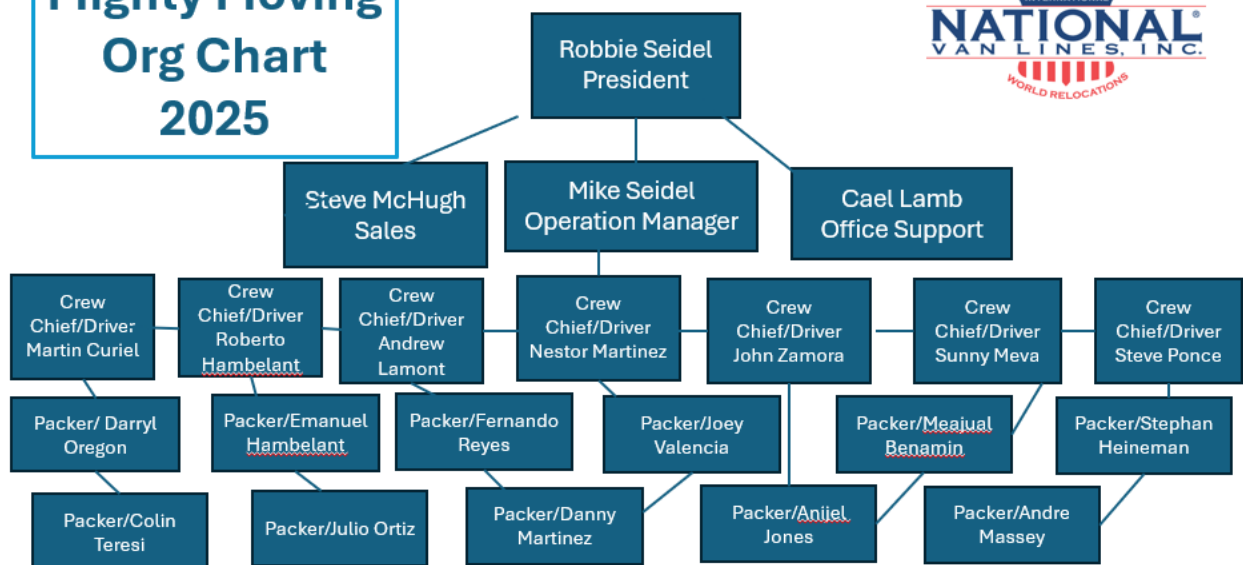 Mighty Moving
Org Chart
2025
INTERNATIONAL
NATIONAL®
VAN LINES, INC.
WORLD RELOCATIONS
Robbie Seidel
President
Steve McHugh
Sales
Mike Seidel
Operation Manager
Cael Lamb
Office Support
Crew
Chief/Driver
Martin Curiel
Crew
Chief/Driver
Roberto
Hambelant
Crew
Chief/Driver
Andrew
Lamont
Crew
Chief/Driver
Nestor Martinez
Crew
Chief/Driver
John Zamora
Crew
Chief/Driver
Sunny Meva
Crew
Chief/Driver
Steve Ponce
Packer/ Darryl
Oregon
Packer/Emanuel
Hambelant
Packer/Fernando
Reyes
Packer/Joey
Valencia
Packer/Meajual
Benamin
Packer/Stephan
Heineman
Packer/Colin
Teresi
Packer/Julio Ortiz
Packer/Danny
Martinez
Packer/Anijel
Jones
Packer/Andre
Massey